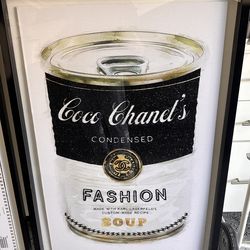 Coco Chanel's
CONDENSED
FASHION
MADE WITH KARL LAGERFELD'S
CUSTOM-MADE RECIPE
SOUP